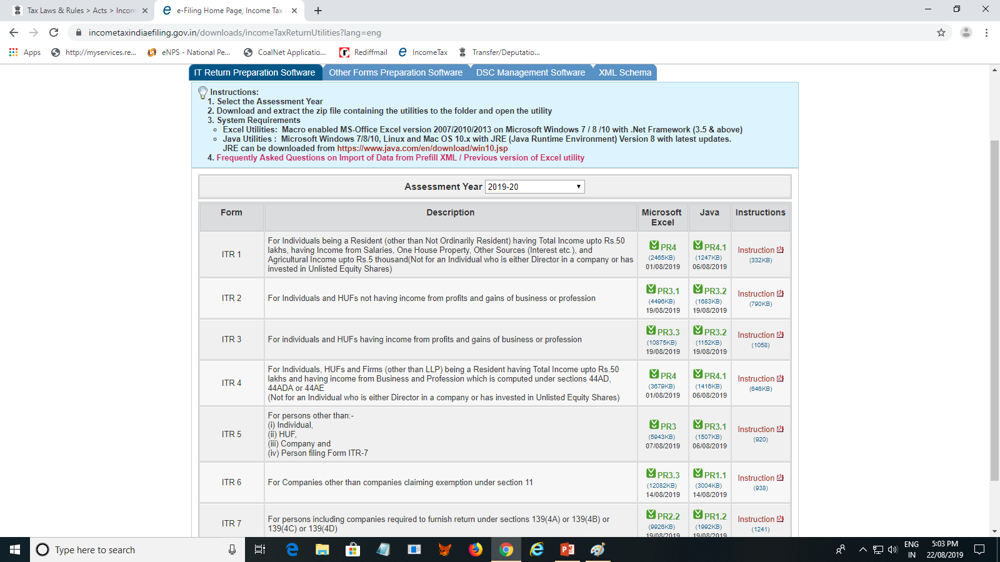 Tax Laws & Rules > Acts > Incom
e-Filing Home Page, Income Tax
incometaxindiaefiling.gov.in/downloads/incomeTaxReturnUtilities?lang=eng
Apps
http://myservices.re...
eNPS - National Pe...
CoalNet Applicatio...
Rediffmail
IncomeTax
Transfer/Deputatio...
IT Return Preparation Software
Other Forms Preparation Software
DSC Management Software
XML Schema
Instructions:
1. Select the Assessment Year
2. Download and extract the zip file containing the utilities to the folder and open the utility
3. System Requirements
Excel Utilities: Macro enabled MS-Office Excel version 2007/2010/2013 on Microsoft Windows 7 / 8 /10 with .Net Framework (3.5 & above)
Java Utilities : Microsoft Windows 7/8/10, Linux and Mac OS 10.x with JRE (Java Runtime Environment) Version 8 with latest updates.
JRE can be downloaded from https://www.java.com/en/download/win10.jsp
4. Frequently Asked Questions on Import of Data from Prefill XML / Previous version of Excel utility
Assessment Year 2019-20
Form
Description
Microsoft
Excel
Java
Instructions
ITR 1
For Individuals being a Resident (other than Not Ordinarily Resident) having Total Income upto Rs.50
lakhs, having Income from Salaries, One House Property, Other Sources (Interest etc.), and
Agricultural Income upto Rs.5 thousand(Not for an Individual who is either Director in a company or has
invested in Unlisted Equity Shares)
PR4
(2465KB)
01/08/2019
PR4.1
(1247KB)
06/08/2019
Instruction
(332KB)
ITR 2
For Individuals and HUFs not having income from profits and gains of business or profession
PR3.1
(4496KB)
19/08/2019
PR3.2
(1683KB)
19/08/2019
Instruction
(790KB)
ITR 3
For individuals and HUFs having income from profits and gains of business or profession
PR3.3
(10875KB)
19/08/2019
PR3.2
(1152KB)
19/08/2019
Instruction
(1058)
ITR 4
For Individuals, HUFs and Firms (other than LLP) being a Resident having Total Income upto Rs.50
lakhs and having income from Business and Profession which is computed under sections 44AD,
44ADA or 44AE
(Not for an Individual who is either Director in a company or has invested in Unlisted Equity Shares)
PR4
(3679KB)
01/08/2019
PR4.1
(1416KB)
06/08/2019
Instruction
(646KB)
ITR 5
For persons other than:-
(i) Individual,
(ii) HUF,
(iii) Company and
(iv) Person filing Form ITR-7
PR3
(5943KB)
07/08/2019
PR3.1
(1507KB)
06/08/2019
Instruction
(920)
ITR 6
For Companies other than companies claiming exemption under section 11
PR3.3
(12082KB)
14/08/2019
PR1.1
(3004KB)
14/08/2019
Instruction
(938)
ITR 7
For persons including companies required to furnish return under sections 139(4A) or 139(4B) or
139(4C) or 139(4D)
PR2.2
(9926KB)
19/08/2019
PR1.2
(1992KB)
19/08/2019
Instruction
(1241)
Type here to search
ENG
IN
5:03 PM
22/08/2019